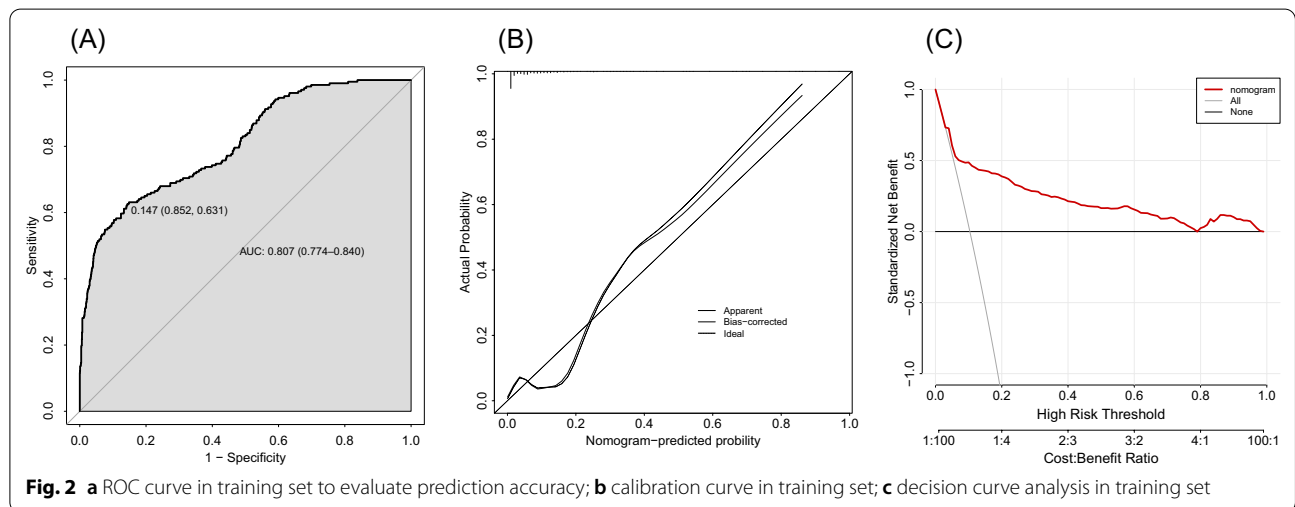 (A)
1.0
0.8
0.6
0.4
0.2
0.0
Sensitivity
0.147 (0.852, 0.631)
AUC: 0.807 (0.774–0.840)
0.0 0.2 0.4 0.6 0.8 1.0
1 − Specificity
(B)
1.0
0.8
0.6
0.4
0.2
0.0
Actual Probability
Apparent
Bias−corrected
Ideal
0.0 0.2 0.4 0.6 0.8 1.0
Nomogram−predicted probility
(C)
nomogram
All
None
1.0
0.5
0.0
−0.5
−1.0
Standardized Net Benefit
0.0 0.2 0.4 0.6 0.8 1.0
High Risk Threshold
1:100 1:4 2:3 3:2 4:1 100:1
Cost:Benefit Ratio
Fig. 2 a ROC curve in training set to evaluate prediction accuracy; b calibration curve in training set; c decision curve analysis in training set